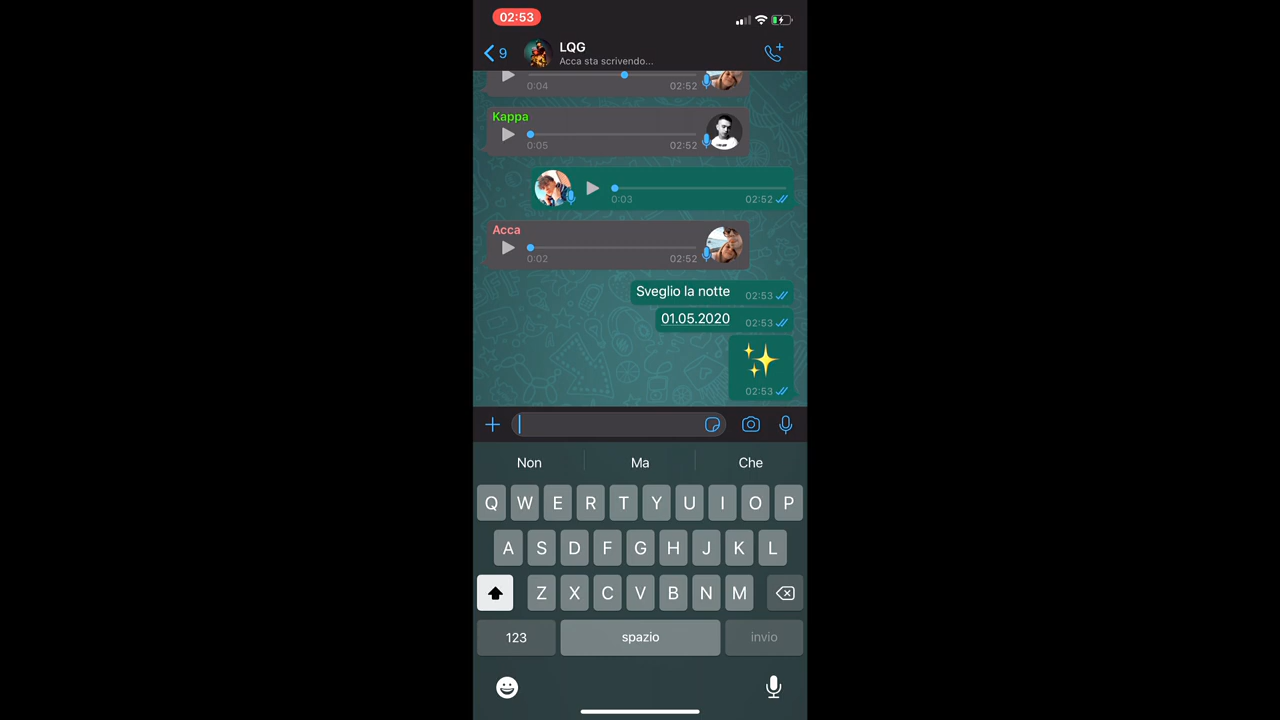 02:53
9
LQG
Acca sta scrivendo...
0:04 02:52
Kappa
0:05 02:52
0:03 02:52
Acca
0:02 02:52
Sveglio la notte 02:53
01.05.2020 02:53
02:53
Non Ma Che
Q W E R T Y U I O P
A S D F G H J K L
Z X C V B N M
123 spazio invio